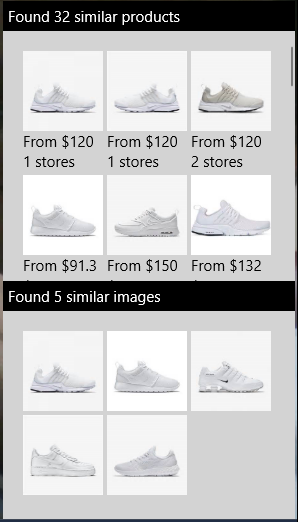 Found 32 similar products
From $120 From $120 From $120
1 stores 1 stores 2 stores
From $91.3 From $150 From $132
Found 5 similar images